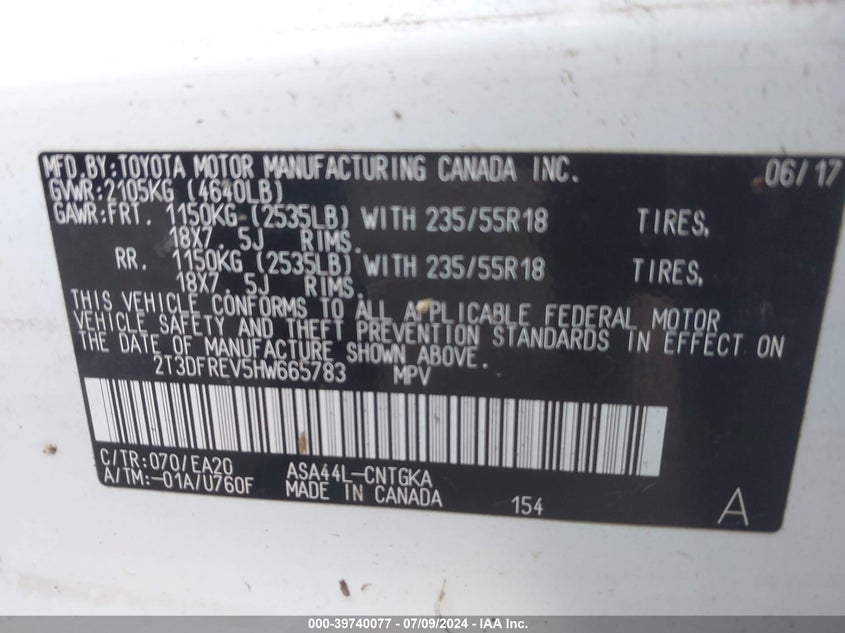 MFD.BY:TOYOTA MOTOR MANUFACTURING CANADA INC. 06/17
GVWR:2105KG (4640LB)
GAWR:FRT. 1150KG (2535LB) WITH 235/55R18 TIRES,
18X7. 5J RIMS.
RR. 1150KG (2535LB) WITH 235/55R18 TIRES,
18X7. 5J RIMS.
THIS VEHICLE CONFORMS TO ALL APPLICABLE FEDERAL MOTOR
VEHICLE SAFETY AND THEFT PREVENTION STANDARDS IN EFFECT ON
THE DATE OF MANUFACTURE SHOWN ABOVE.
2T3DFREV5HW665783 MPV
C/TR:070/EA20 ASA44L-CNTGKA
A/TM:-01A/U760F MADE IN CANADA 154 A
000-39740077 - 07/09/2024 - IAA Inc.